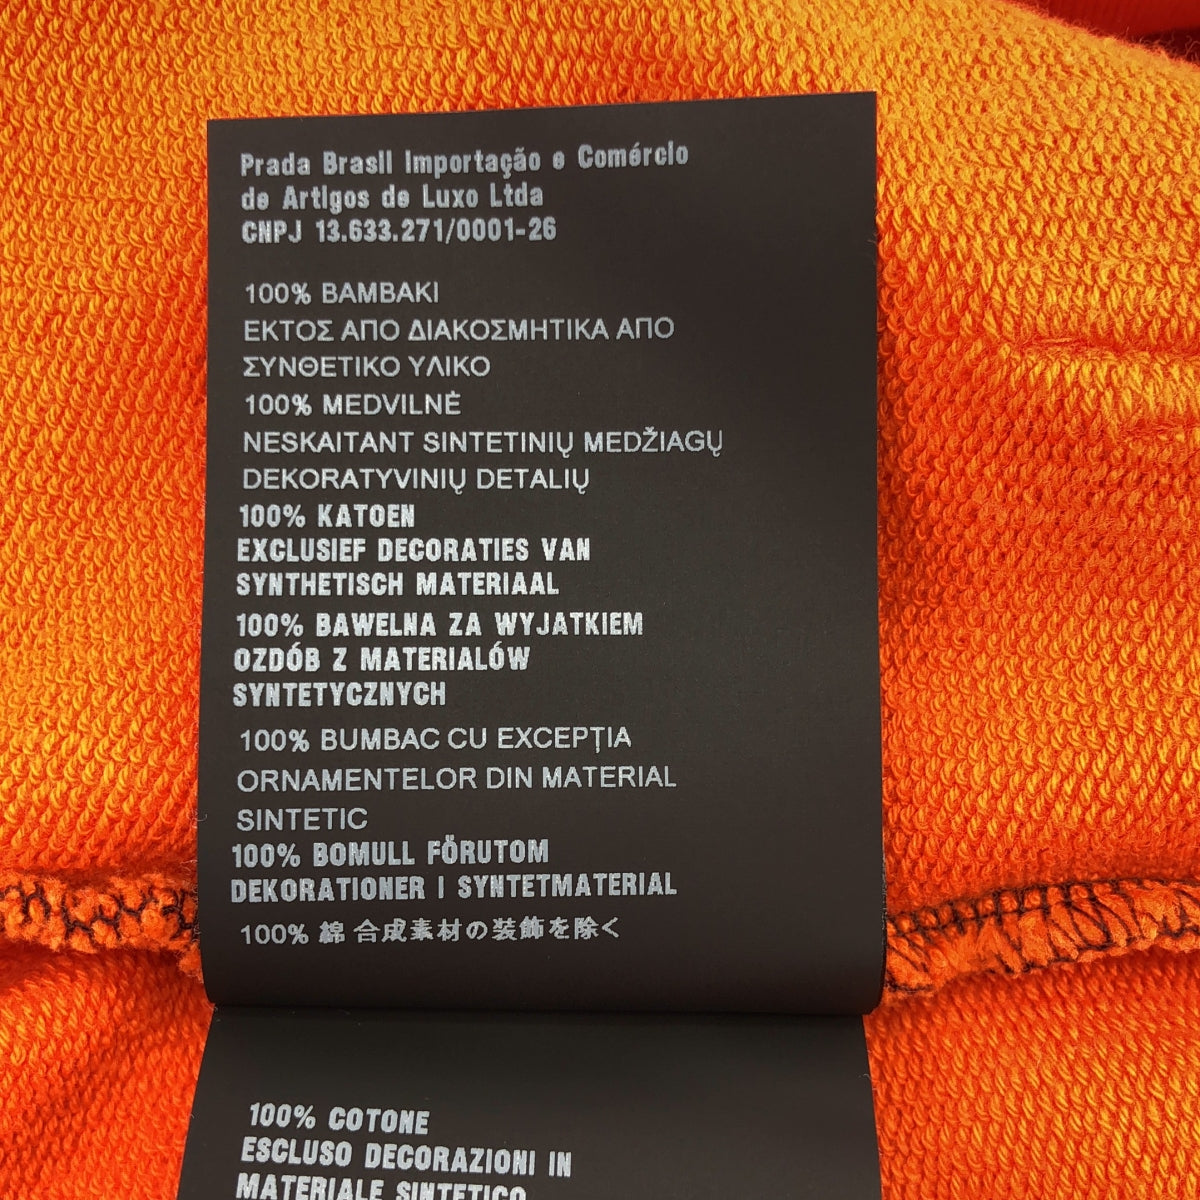 Prada Brasil Importação e Comércio
de Artigos de Luxo Ltda
CNPJ 13.633.271/0001-26
100% ΒΑΜΒΑΚΙ
ΕΚΤΟΣ ΑΠΟ ΔΙΑΚΟΣΜΗΤΙΚΑ ΑΠΟ
ΣΥΝΘΕΤΙΚΟ ΥΛΙΚΟ
100% MEDVILNĖ
NESKAITANT SINTETINIŲ MEDŽIAGŲ
DEKORATYVINIŲ DETALIŲ
100% KATOEN
EXCLUSIEF DECORATIES VAN
SYNTHETISCH MATERIAAL
100% BAWELNA ZA WYJATKIEM
OZDÓB Z MATERIALÓW
SYNTETYCZNYCH
100% BUMBAC CU EXCEPȚIA
ORNAMENTELOR DIN MATERIAL
SINTETIC
100% BOMULL FÖRUTOM
DEKORATIONER I SYNTETMATERIAL
100% 綿 合成素材の装飾を除く
100% COTONE
ESCLUSO DECORAZIONI IN
MATERIALE SINTETICO